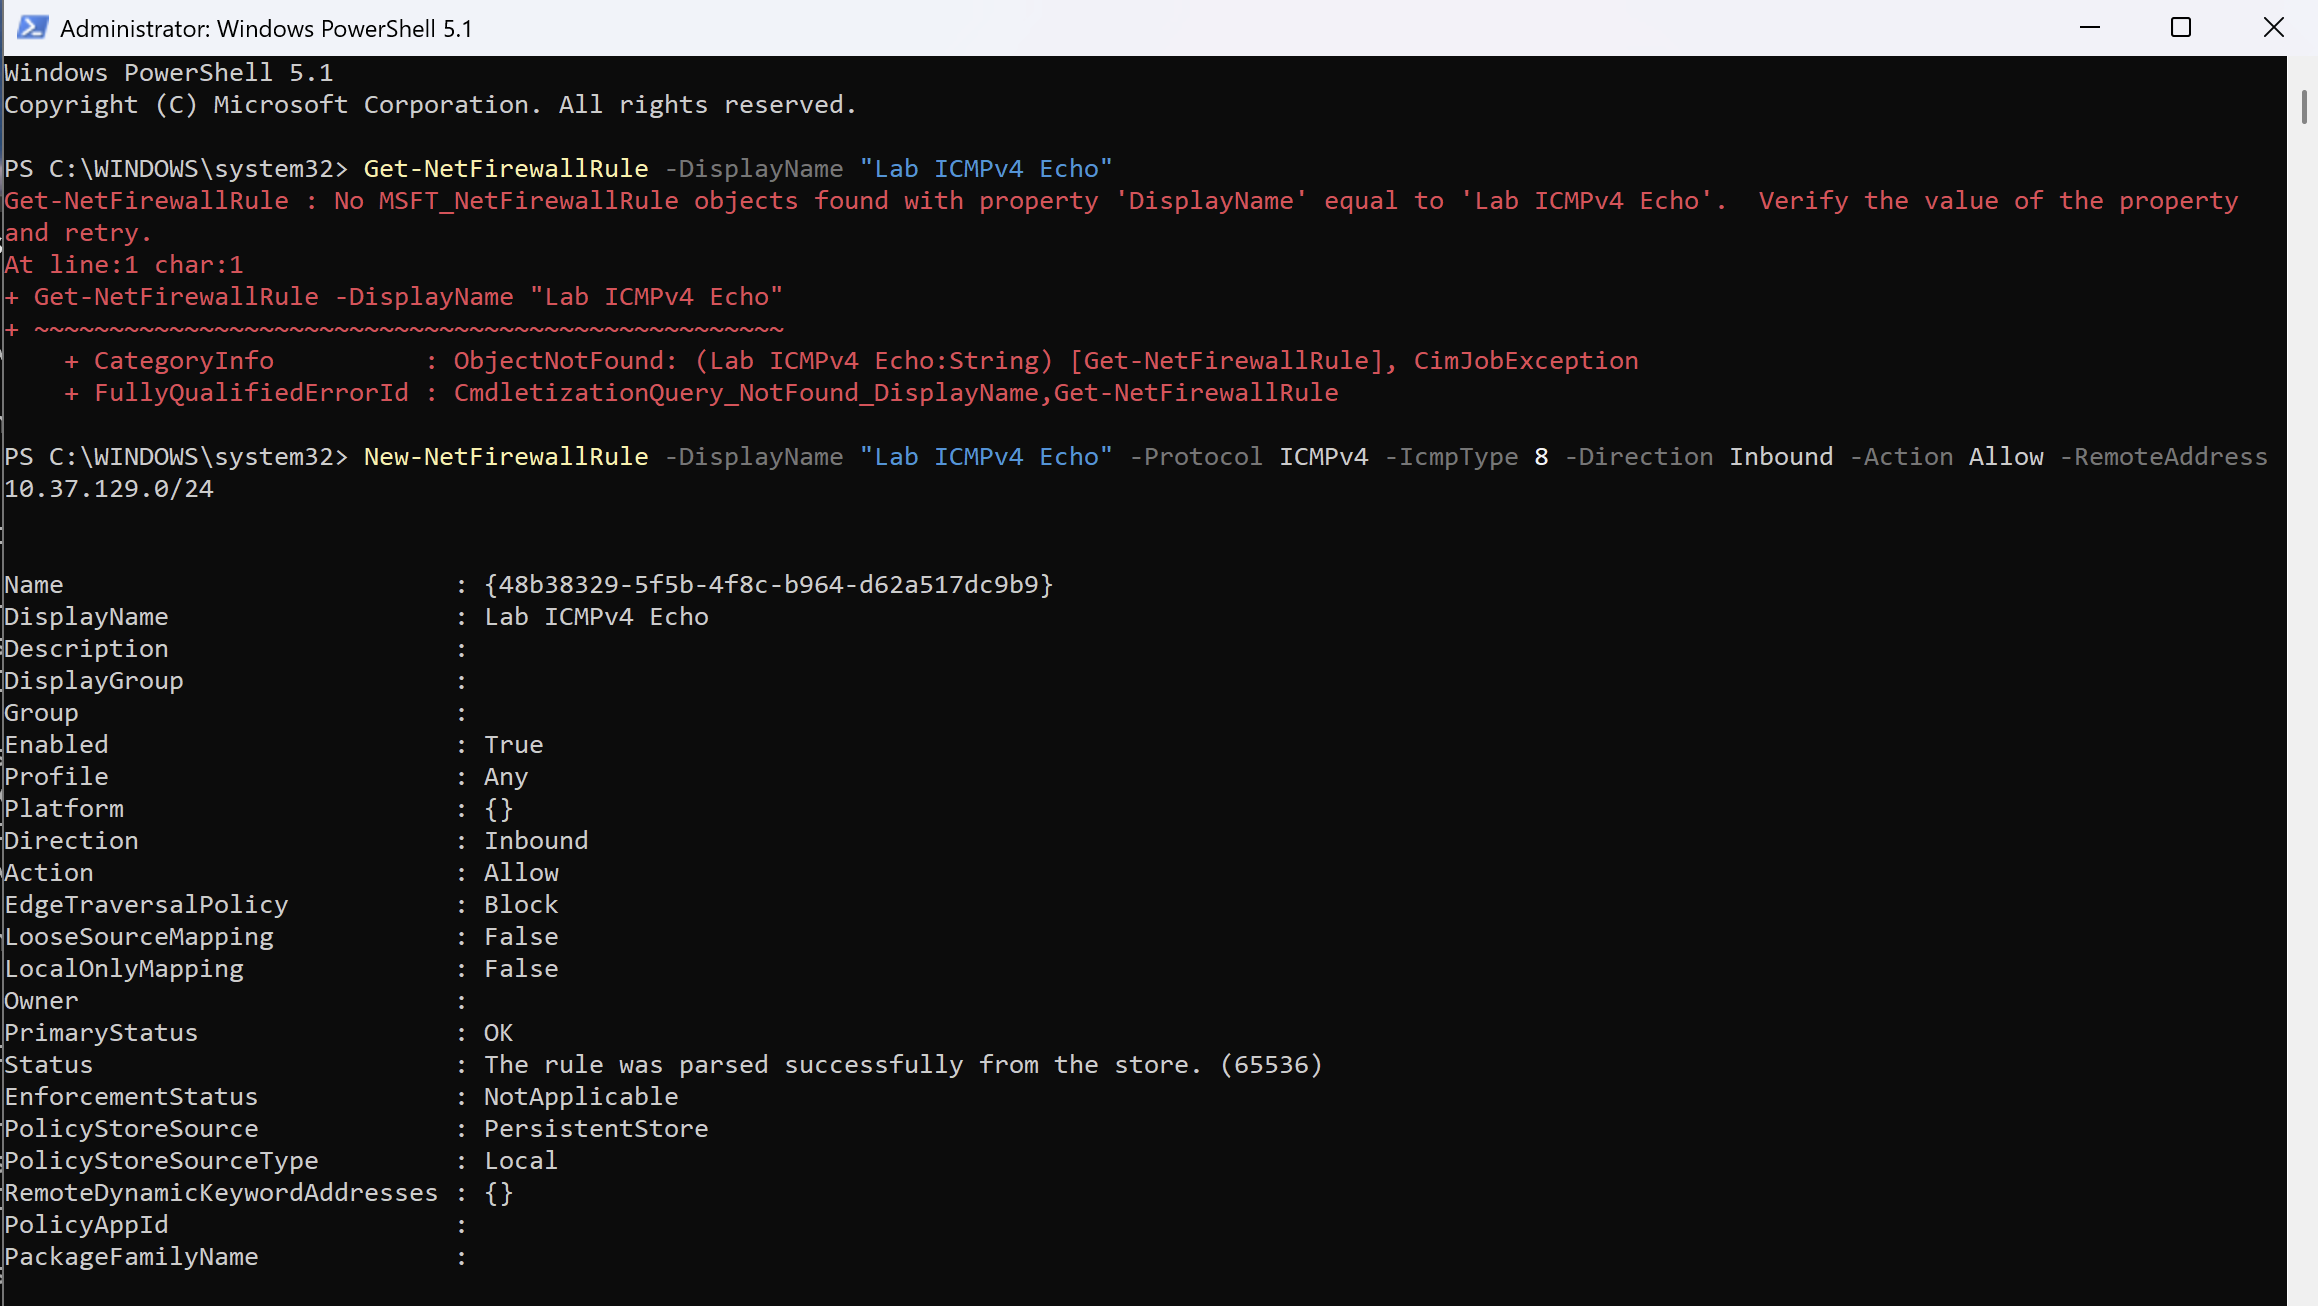 Administrator: Windows PowerShell 5.1
Windows PowerShell 5.1
Copyright (C) Microsoft Corporation. All rights reserved.
PS C:\WINDOWS\system32> Get-NetFirewallRule -DisplayName "Lab ICMPv4 Echo"
Get-NetFirewallRule : No MSFT_NetFirewallRule objects found with property 'DisplayName' equal to 'Lab ICMPv4 Echo'.  Verify the value of the property
and retry.
At line:1 char:1
+ Get-NetFirewallRule -DisplayName "Lab ICMPv4 Echo"
+ ~~~~~~~~~~~~~~~~~~~~~~~~~~~~~~~~~~~~~~~~~~~~~~~~~~
    + CategoryInfo          : ObjectNotFound: (Lab ICMPv4 Echo:String) [Get-NetFirewallRule], CimJobException
    + FullyQualifiedErrorId : CmdletizationQuery_NotFound_DisplayName,Get-NetFirewallRule
PS C:\WINDOWS\system32> New-NetFirewallRule -DisplayName "Lab ICMPv4 Echo" -Protocol ICMPv4 -IcmpType 8 -Direction Inbound -Action Allow -RemoteAddress
10.37.129.0/24
Name                          : {48b38329-5f5b-4f8c-b964-d62a517dc9b9}
DisplayName                   : Lab ICMPv4 Echo
Description                   :
DisplayGroup                  :
Group                         :
Enabled                       : True
Profile                       : Any
Platform                      : {}
Direction                     : Inbound
Action                        : Allow
EdgeTraversalPolicy           : Block
LooseSourceMapping            : False
LocalOnlyMapping              : False
Owner                         :
PrimaryStatus                 : OK
Status                        : The rule was parsed successfully from the store. (65536)
EnforcementStatus             : NotApplicable
PolicyStoreSource             : PersistentStore
PolicyStoreSourceType         : Local
RemoteDynamicKeywordAddresses : {}
PolicyAppId                   :
PackageFamilyName             :